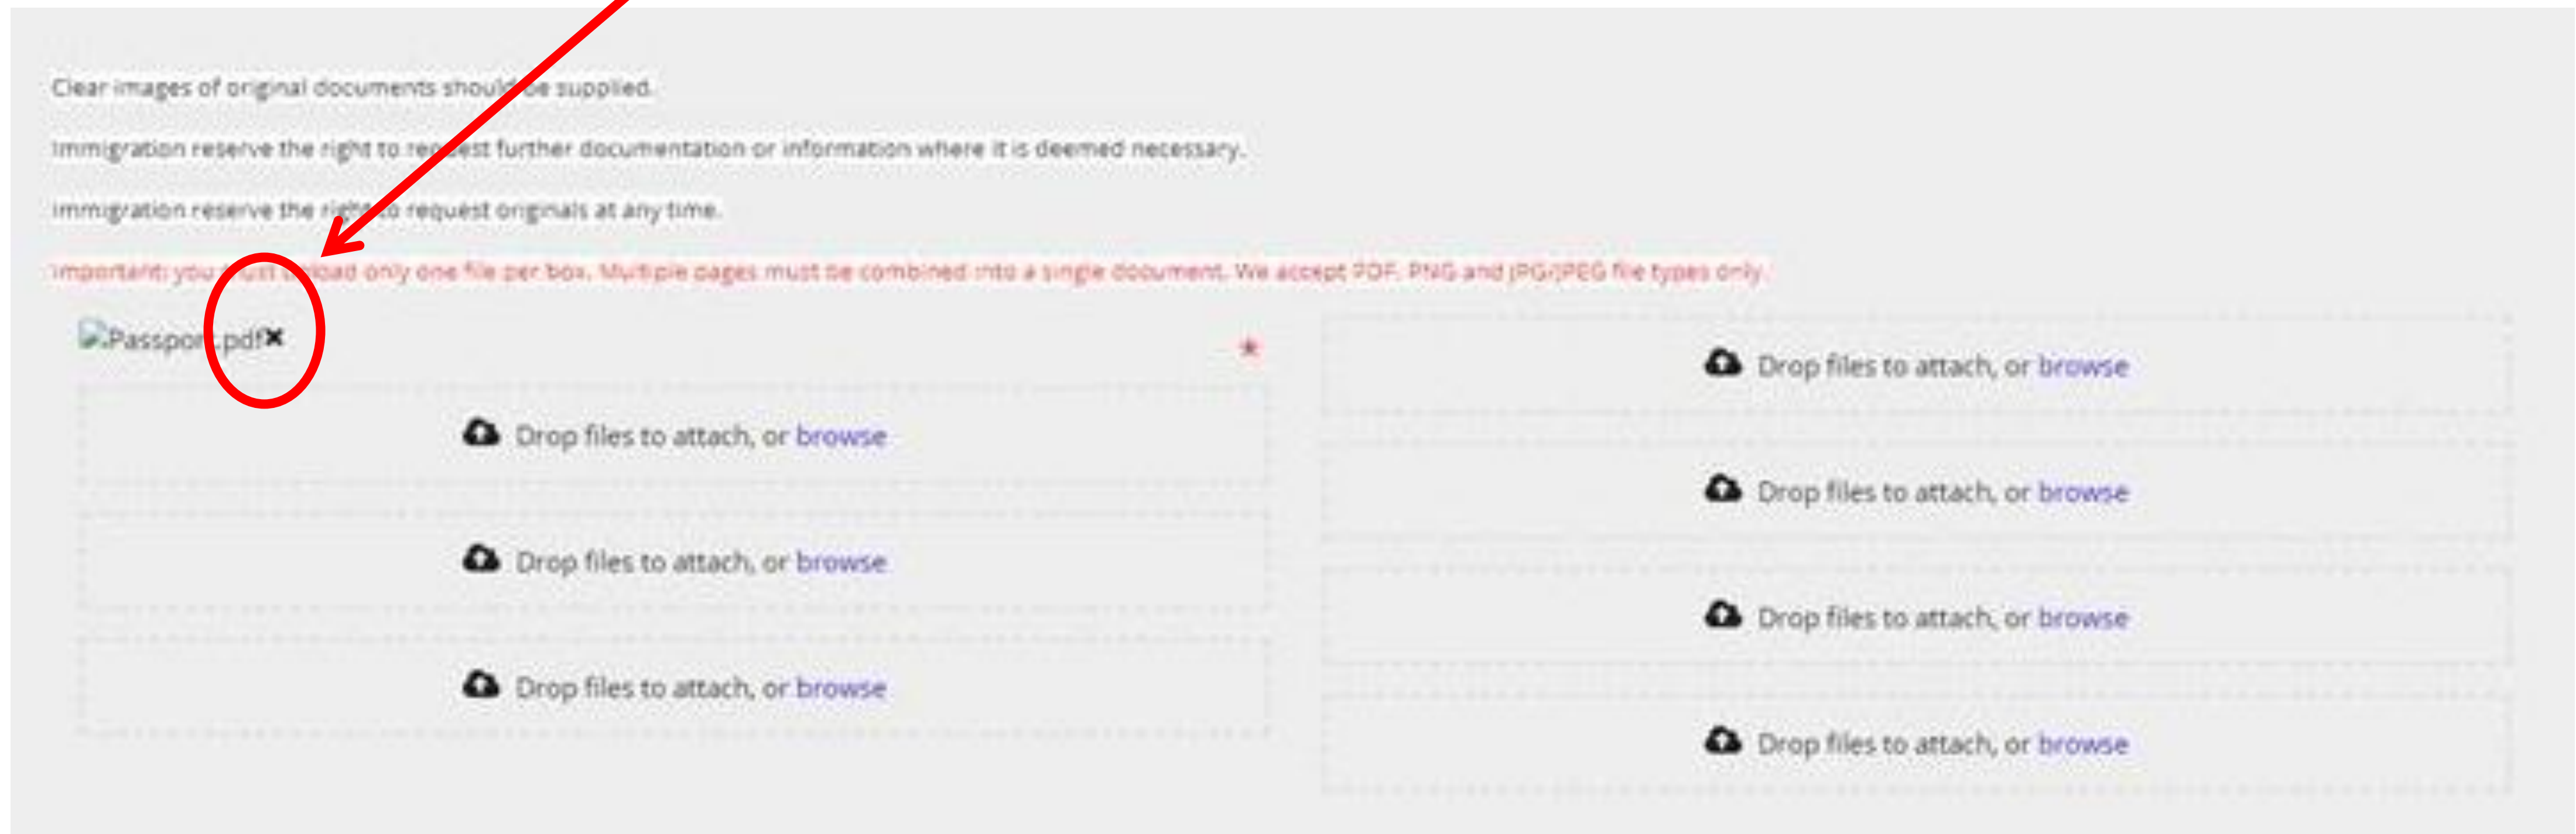 Clear images of original documents should be supplied.
Immigration reserve the right to request further documentation or information where it is deemed necessary.
Immigration reserve the right to request originals at any time.
Important: you must upload only one file per box. Multiple pages must be combined into a single document. We accept PDF, PNG and JPG/JPEG file types only.
Passport.pdf
*
Drop files to attach, or browse
Drop files to attach, or browse
Drop files to attach, or browse
Drop files to attach, or browse
Drop files to attach, or browse
Drop files to attach, or browse
Drop files to attach, or browse